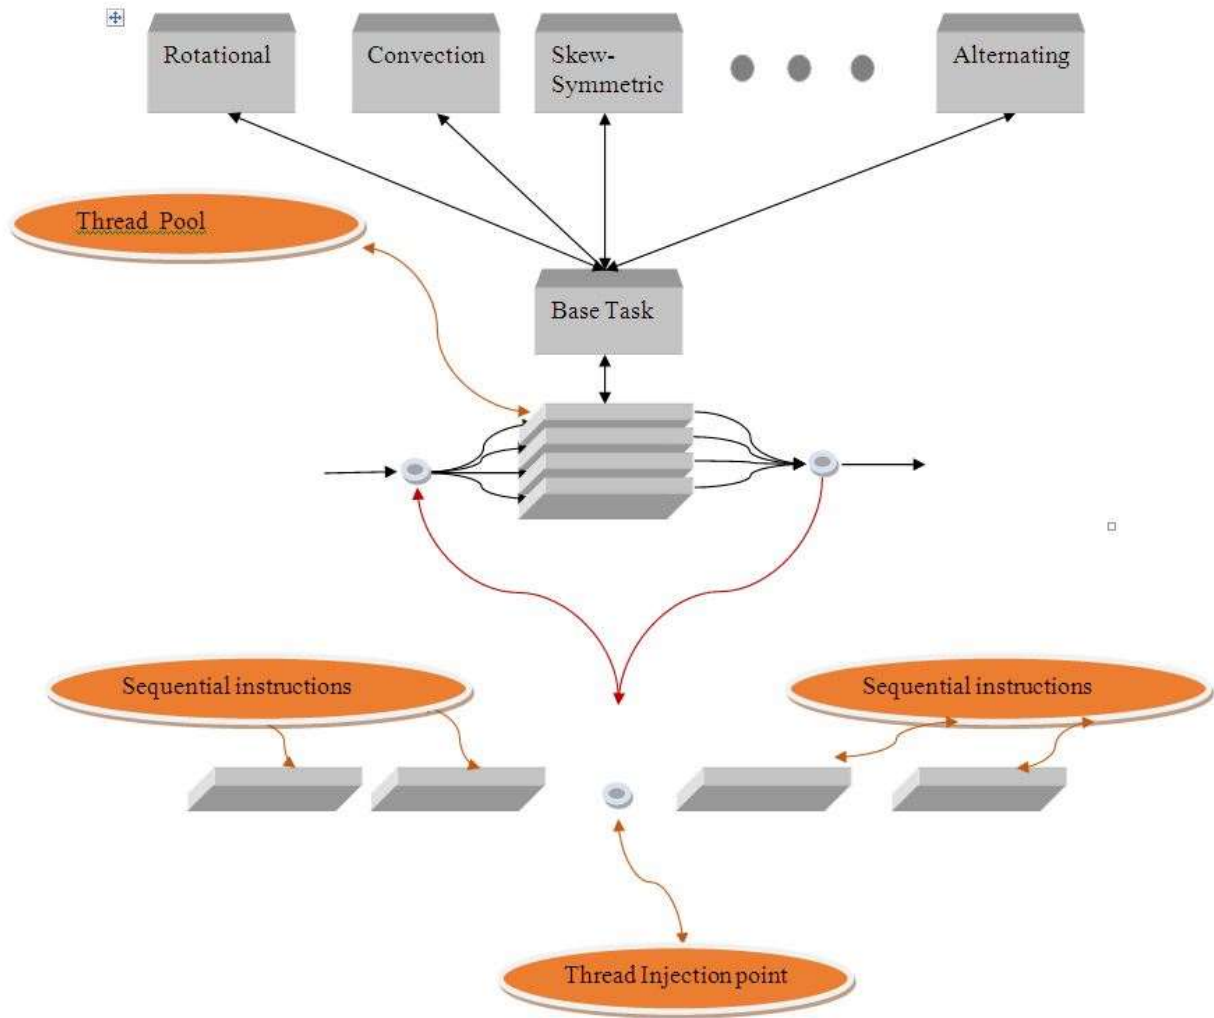 Rotational
Convection
Skew-
Symmetric
Alternating
Thread Pool
Base Task
Sequential instructions
Sequential instructions
Thread Injection point